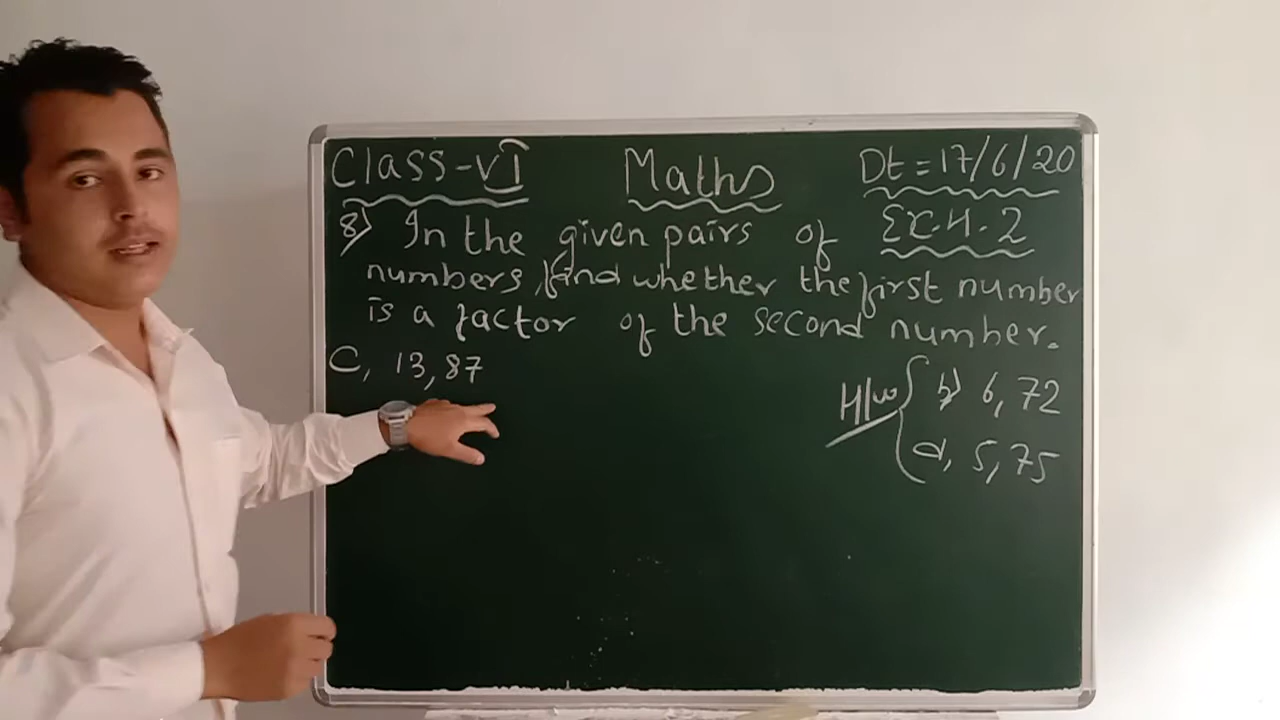 Class-VI Maths Dt=17/6/20
8) In the given pairs of Ex.4.2
numbers, find whether the first number
is a factor of the second number.
C, 13,87
H/w b) 6,72
d, 5,75